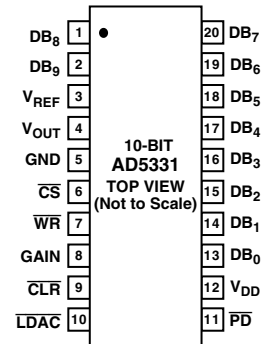 DB8 1 20 DB7
DB9 2 19 DB6
VREF 3 18 DB5
VOUT 4 17 DB4
GND 5 16 DB3
CS 6 15 DB2
WR 7 14 DB1
GAIN 8 13 DB0
CLR 9 12 VDD
LDAC 10 11 PD
10-BIT
AD5331
TOP VIEW
(Not to Scale)